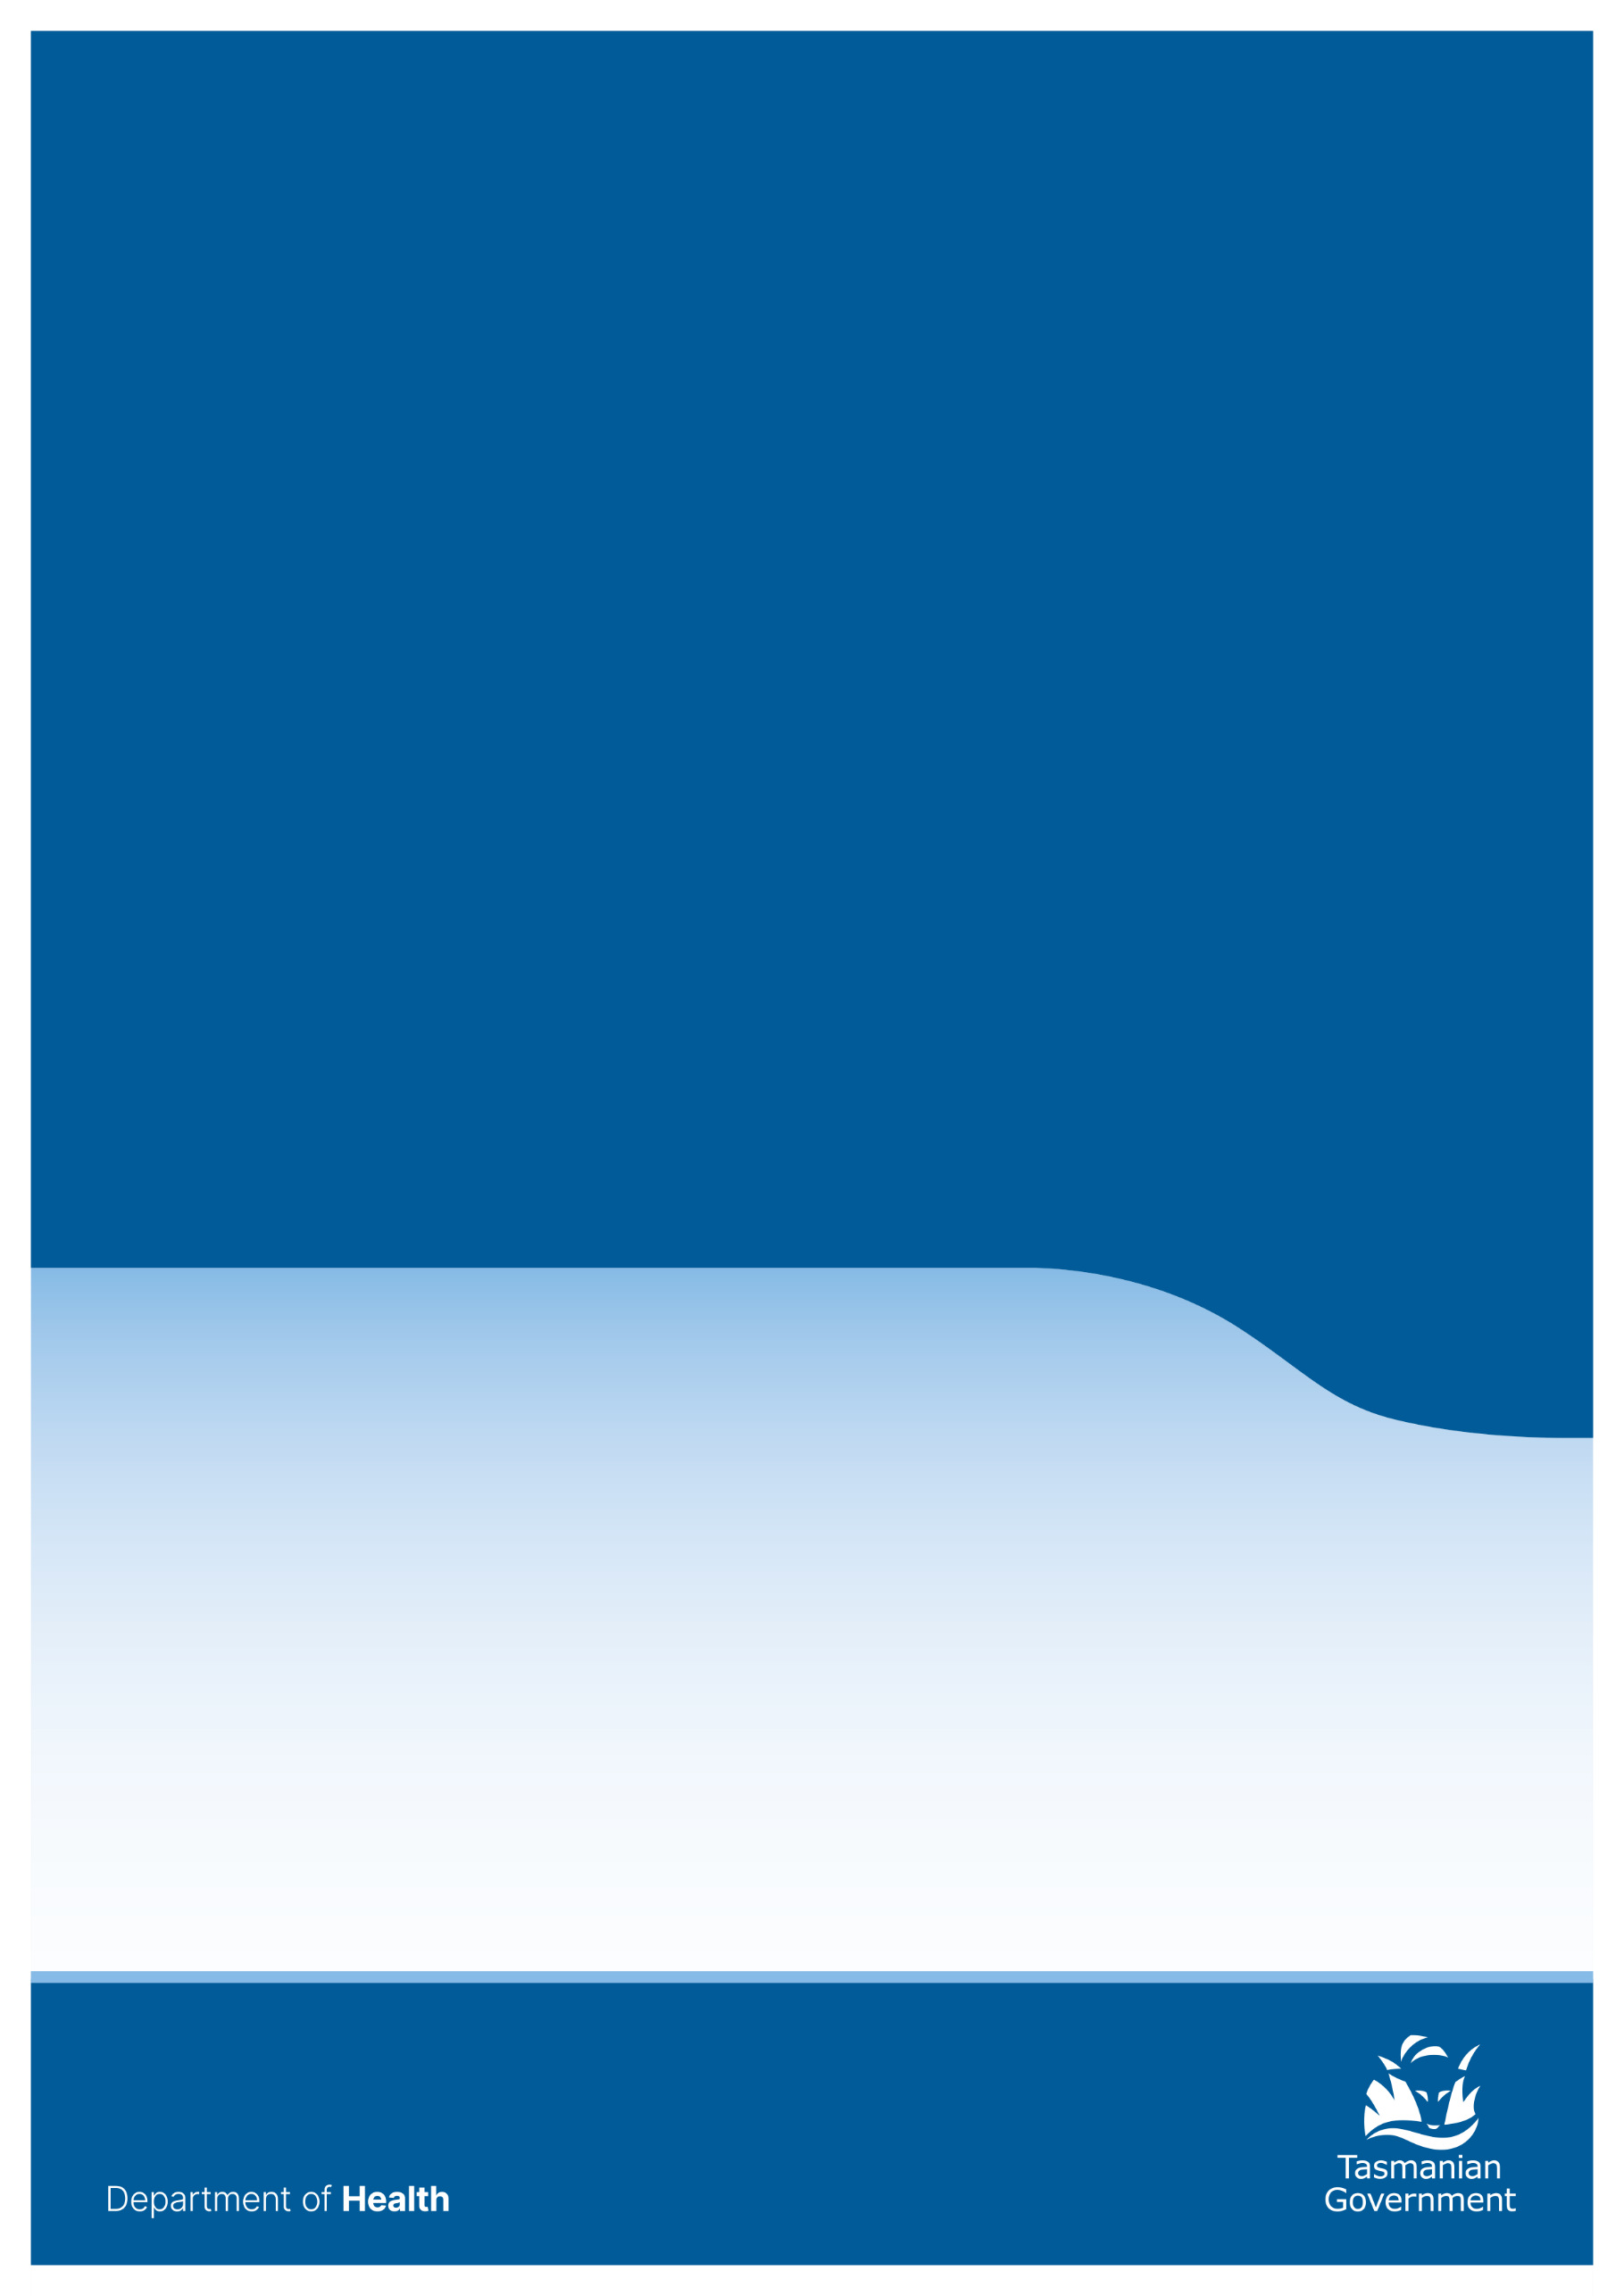 Department of Health
Tasmanian
Government